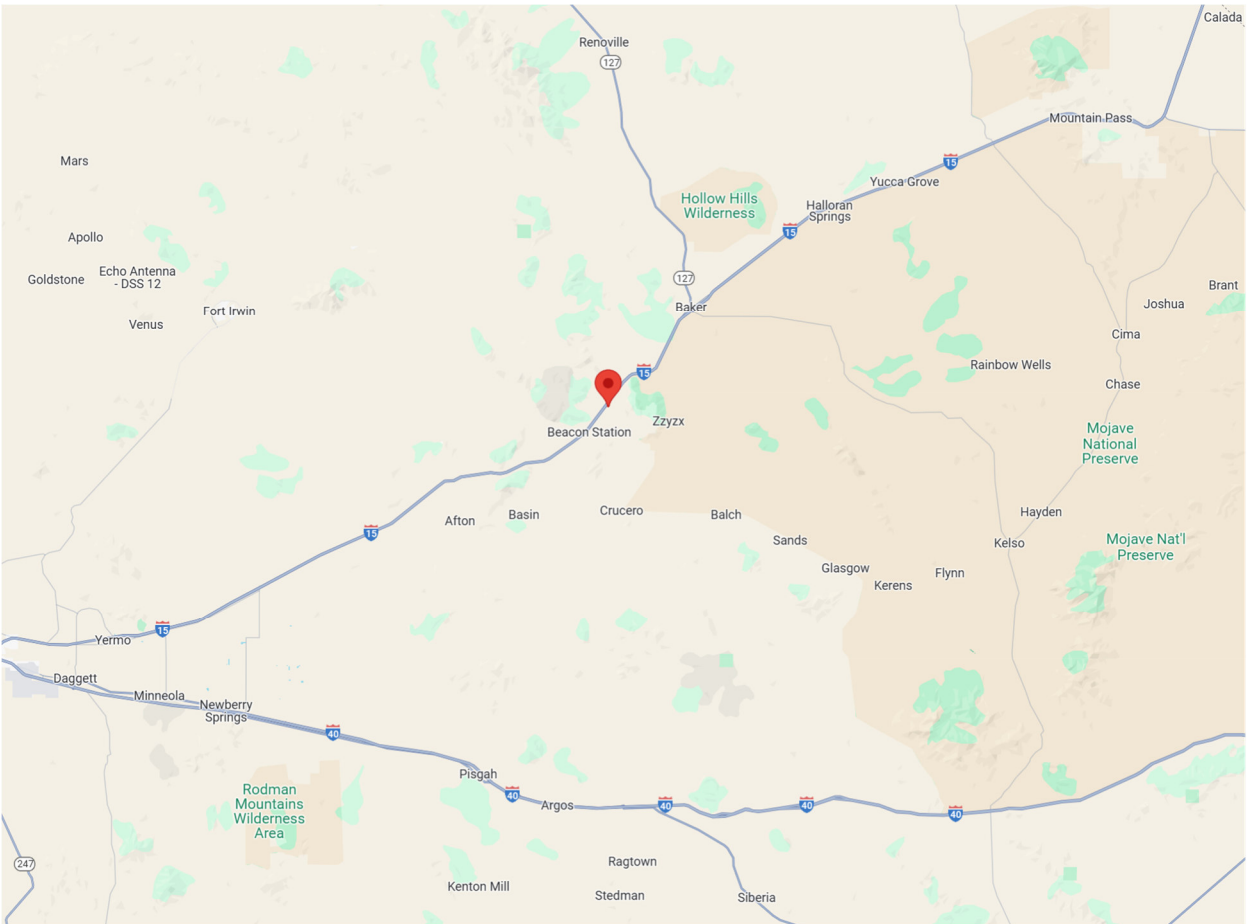 Calada
Renoville
127
Mountain Pass
Mars
15
Yucca Grove
Hollow Hills
Wilderness
Halloran
Springs
15
Apollo
Echo Antenna
- DSS 12
Goldstone
127
Brant
Joshua
Baker
Fort Irwin
Venus
Cima
Rainbow Wells
15
Chase
Zzyzx
Beacon Station
Mojave
National
Preserve
Crucero
Hayden
Basin
Balch
Afton
15
Sands
Kelso
Mojave Nat'l
Preserve
Glasgow
Flynn
Kerens
15
Yermo
Daggett
Minneola
Newberry
Springs
40
Pisgah
Rodman
Mountains
Wilderness
Area
40
Argos
40
40
40
247
Ragtown
Kenton Mill
Stedman
Siberia